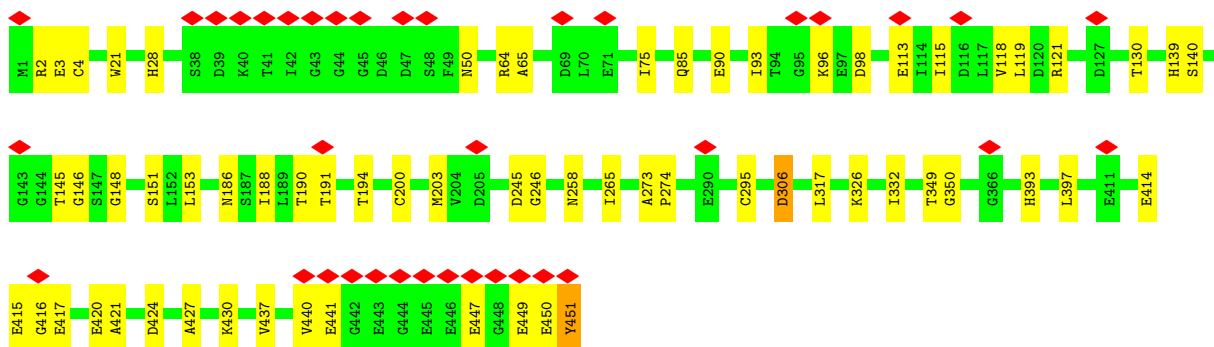 M1 R2 E3 C4 W21 H28 S38 D39 K40 T41 I42 G43 G44 G45 D46 D47 S48 F49 N50 R64 A65 D69 L70 E71 I75 Q85 E90 I93 T94 G95 K96 E97 D98 E113 I114 I115 D116 L117 V118 L119 D120 R121 D127 T130 H139 S140
G143 G144 T145 G146 S147 G148 S151 L152 L153 N186 S187 I188 L189 T190 T191 T194 C200 M203 V204 D205 D245 G246 N258 I265 A273 P274 E290 C295 D306 L317 K326 I332 T349 G350 G366 H393 L397 E411 E414
E415 G416 E417 E420 A421 D424 A427 K430 V437 V440 E441 G442 E443 G444 E445 E446 E447 G448 E449 E450 Y451